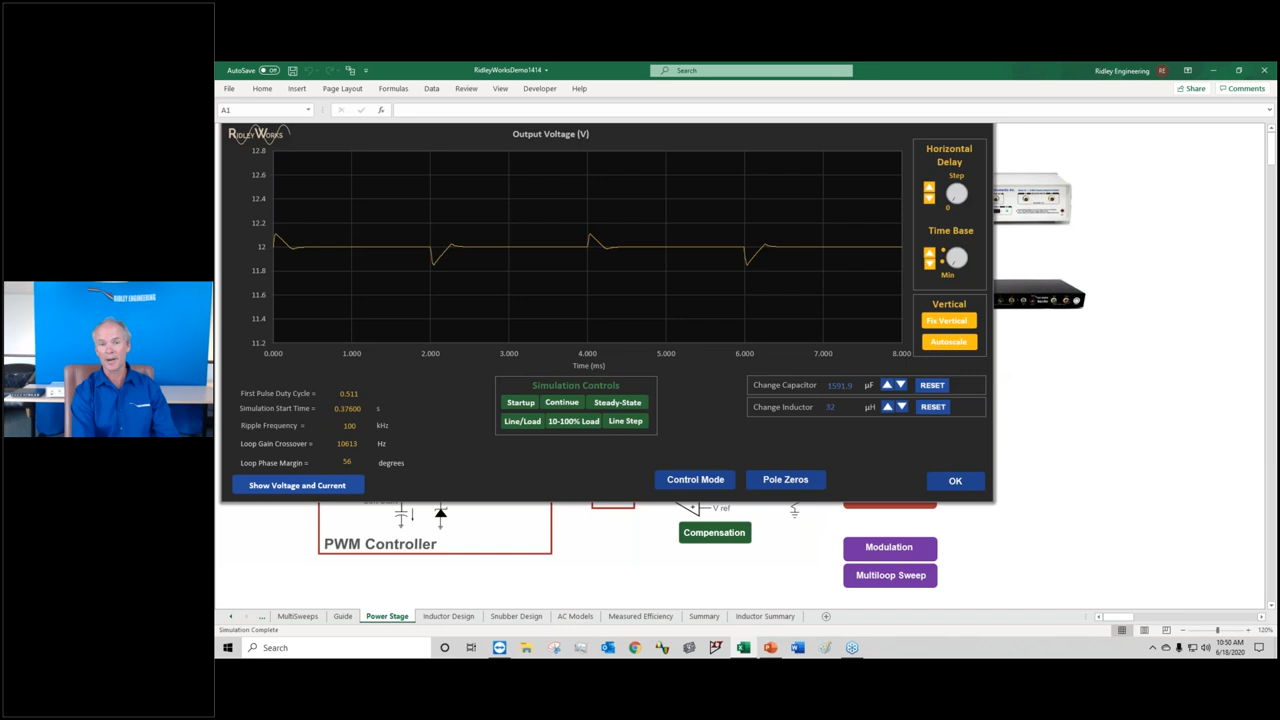 AutoSave Off
RidleyWorksDemo1414
Search
Ridley Engineering RE
File Home Insert Page Layout Formulas Data Review View Developer Help
Share Comments
A1
fx
RIDLEYWORKS
Output Voltage (V)
12.8
12.6
12.4
12.2
12
11.8
11.6
11.4
11.2
0.000 1.000 2.000 3.000 4.000 5.000 6.000 7.000 8.000
Time (ms)
Horizontal
Delay
Step
0
Time Base
Min
Vertical
Fix Vertical
Autoscale
RIDLEY ENGINEERING
First Pulse Duty Cycle = 0.511
Simulation Start Time = 0.37600 s
Ripple Frequency = 100 kHz
Loop Gain Crossover= 10613 Hz
Loop Phase Margin = 56 degrees
Show Voltage and Current
Simulation Controls
Startup Continue Steady-State
Line/Load 10-100% Load Line Step
Change Capacitor 1591.9 µF RESET
Change Inductor 32 µH RESET
Control Mode Pole Zeros OK
V ref
PWM Controller
Compensation
Modulation
Multiloop Sweep
... MultiSweeps Guide Power Stage Inductor Design Snubber Design AC Models Measured Efficiency Summary Inductor Summary
Simulation Complete
120%
Search
10:50 AM
6/18/2020